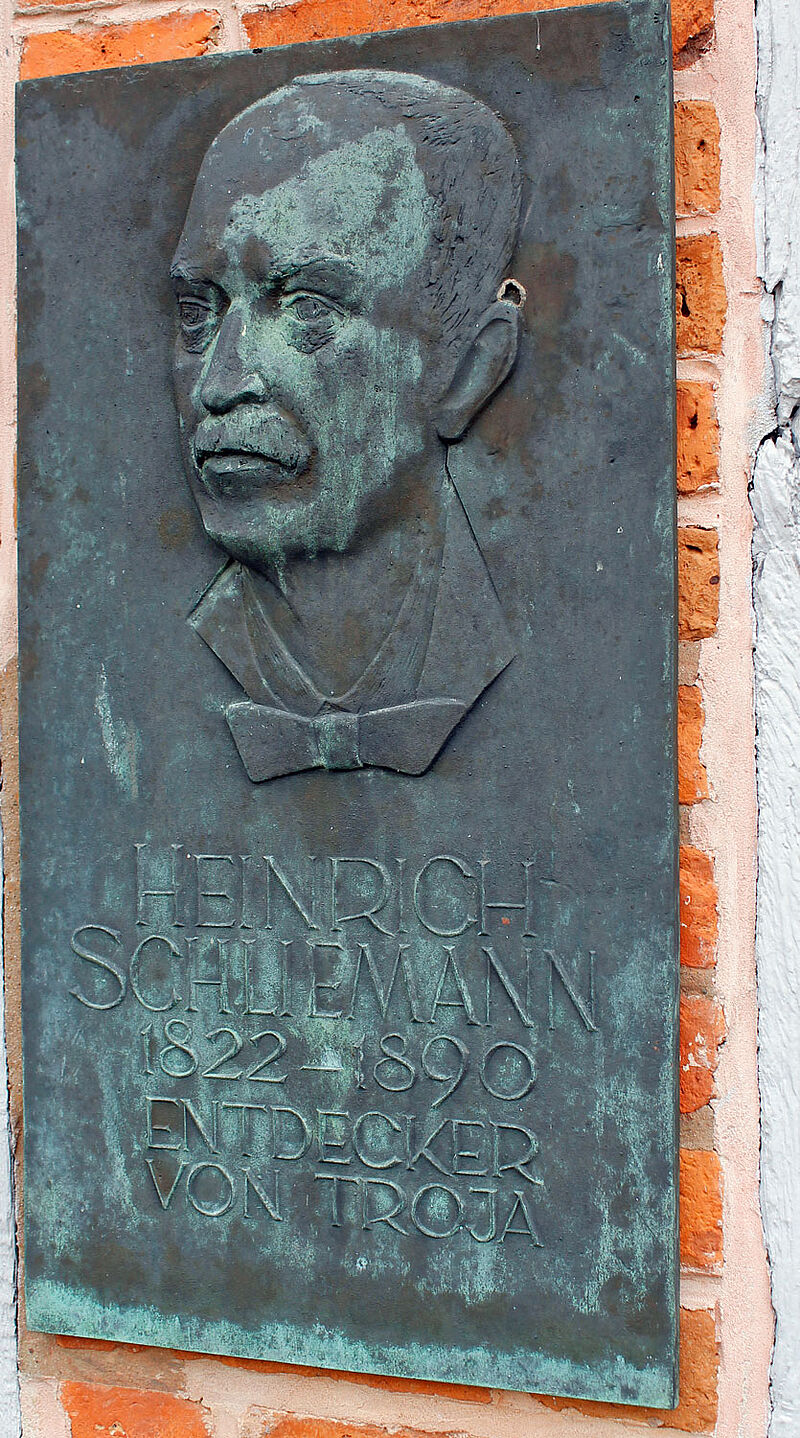 HEINRICH
SCHLIEMANN
1822–1890
ENTDECKER
VON TROJA